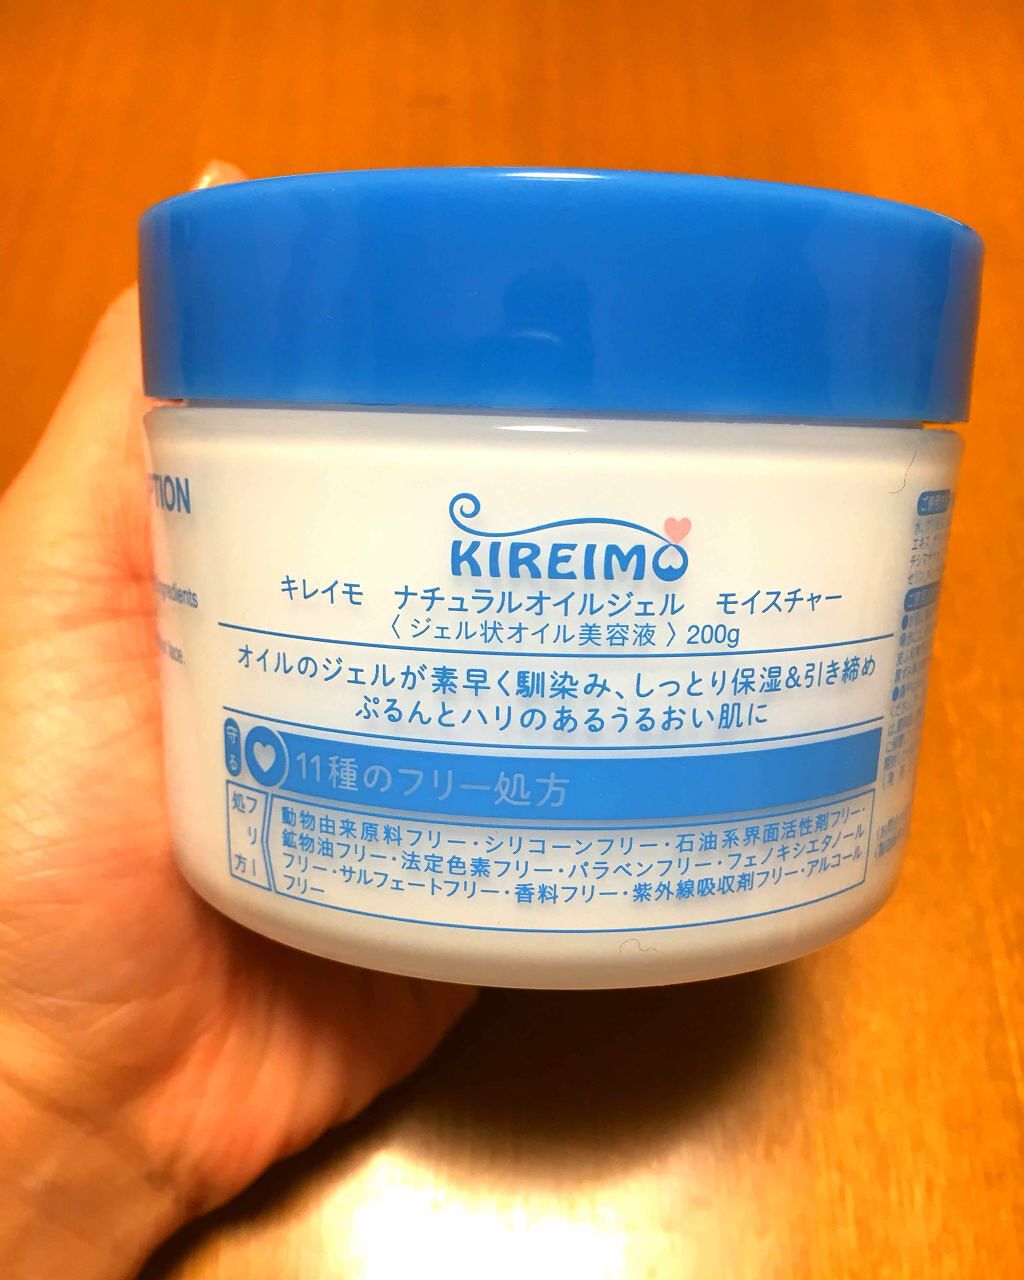 PTION
ingredients
KIREIMO
キレイモ ナチュラルオイルジェル モイスチャー
〈ジェル状オイル美容液〉200g
オイルのジェルが素早く馴染み、しっとり保湿&引き締め
ぷるんとハリのあるうるおい肌に
守る
11種のフリー処方
フリー処方
動物由来原料フリー・シリコーンフリー・石油系界面活性剤フリー・
鉱物油フリー・法定色素フリー・パラベンフリー・フェノキシエタノール
フリー・サルフェートフリー・香料フリー・紫外線吸収剤フリー・アルコール
フリー